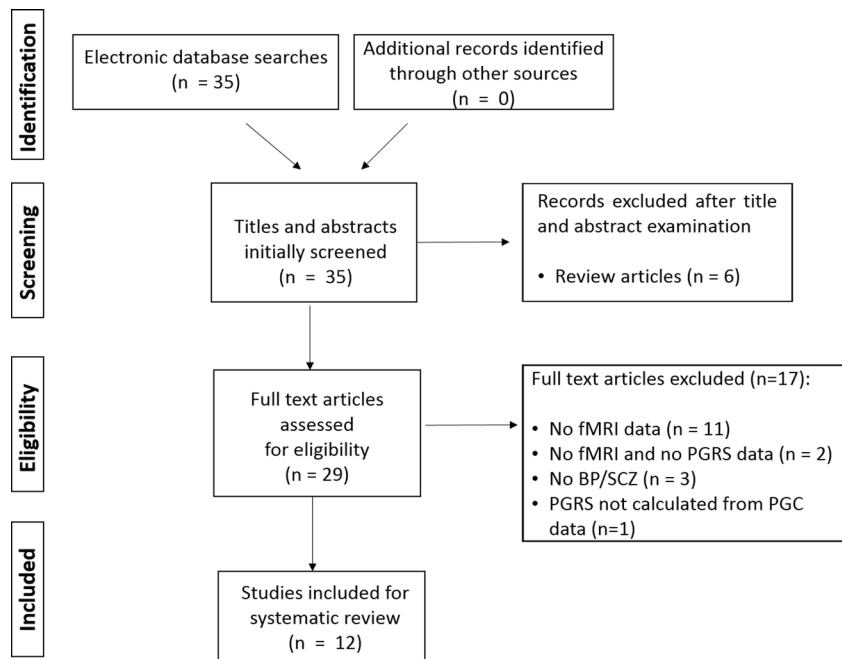 Identification
Electronic database searches
(n = 35)
Additional records identified
through other sources
(n = 0)
Screening
Titles and abstracts
initially screened
(n = 35)
Records excluded after title
and abstract examination
• Review articles (n = 6)
Eligibility
Full text articles
assessed
for eligibility
(n = 29)
Full text articles excluded (n=17):
• No fMRI data (n = 11)
• No fMRI and no PGRS data (n = 2)
• No BP/SCZ (n = 3)
• PGRS not calculated from PGC
data (n=1)
Included
Studies included for
systematic review
(n = 12)